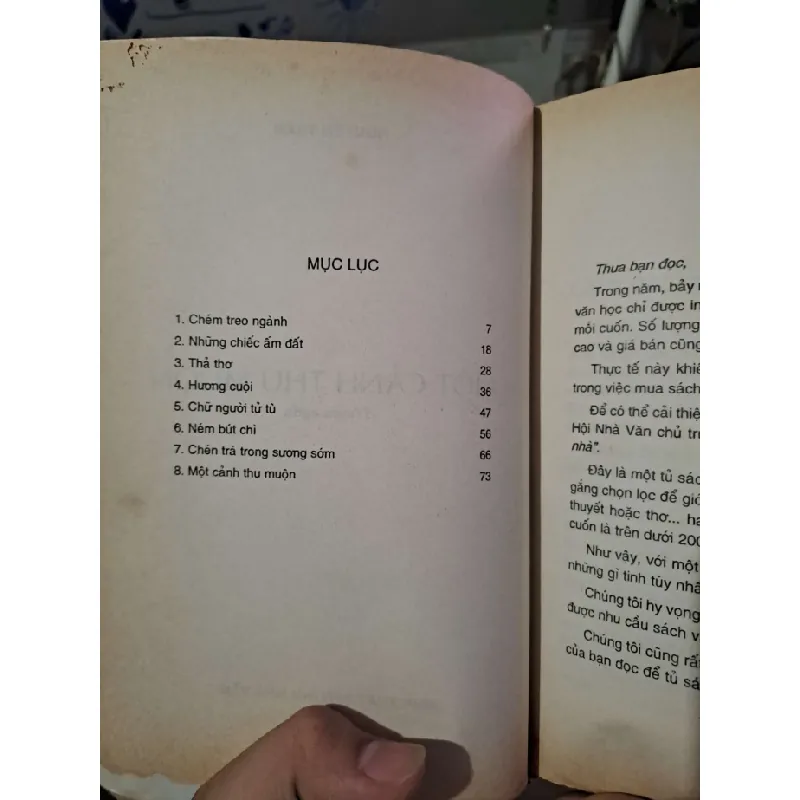 MỤC LỤC
1. Chém treo ngành 7
2. Những chiếc ấm đất 18
3. Thả thơ 28
4. Hương cuội 36
5. Chữ người tử tù 47
6. Ném bút chì 56
7. Chén trà trong sương sớm 66
8. Một cảnh thu muộn 73
Thưa bạn đọc,
Trong năm, bảy
văn học chỉ được in
mỗi cuốn. Số lượng
cao và giá bán cũng
Thực tế này khiế
trong việc mua sách
Để có thể cải thiệ
Hội Nhà Văn chủ tr
nhà".
Đây là một tủ sác
gắng chọn lọc để giớ
thuyết hoặc thơ... ha
cuốn là trên dưới 200
Như vậy, với một
những gì tinh túy nhấ
Chúng tôi hy vọng
được nhu cầu sách v
Chúng tôi cũng rấ
của bạn đọc để tủ sá